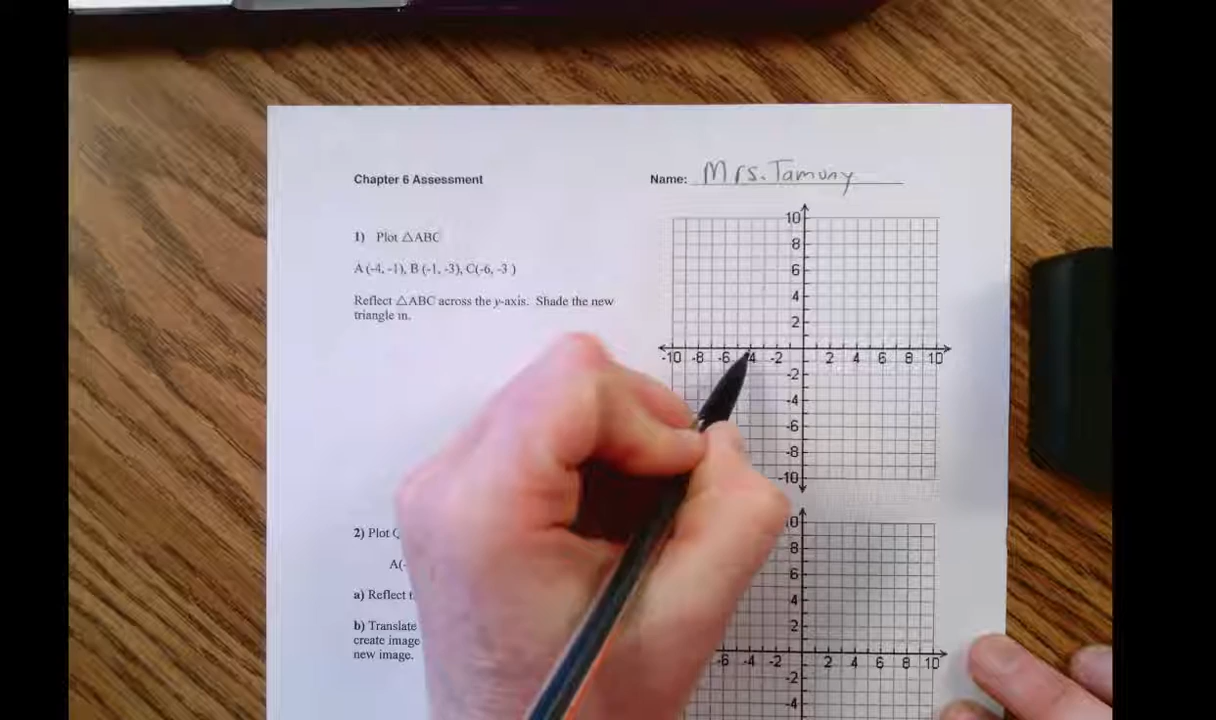 Chapter 6 Assessment
Name: Mrs. Tamuny
1) Plot △ABC
A (-4, -1), B (-1, -3), C(-6, -3 )
Reflect △ABC across the y-axis. Shade the new
triangle in.
10
8
6
4
2
-10 -8 -6 -4 -2 2 4 6 8 10
-2
-4
-6
-8
-10
2) Plot
A(-
a) Reflect
b) Translate
create image
new image.
8
6
4
2
-6 -4 -2 2 4 6 8 10
-2
-4